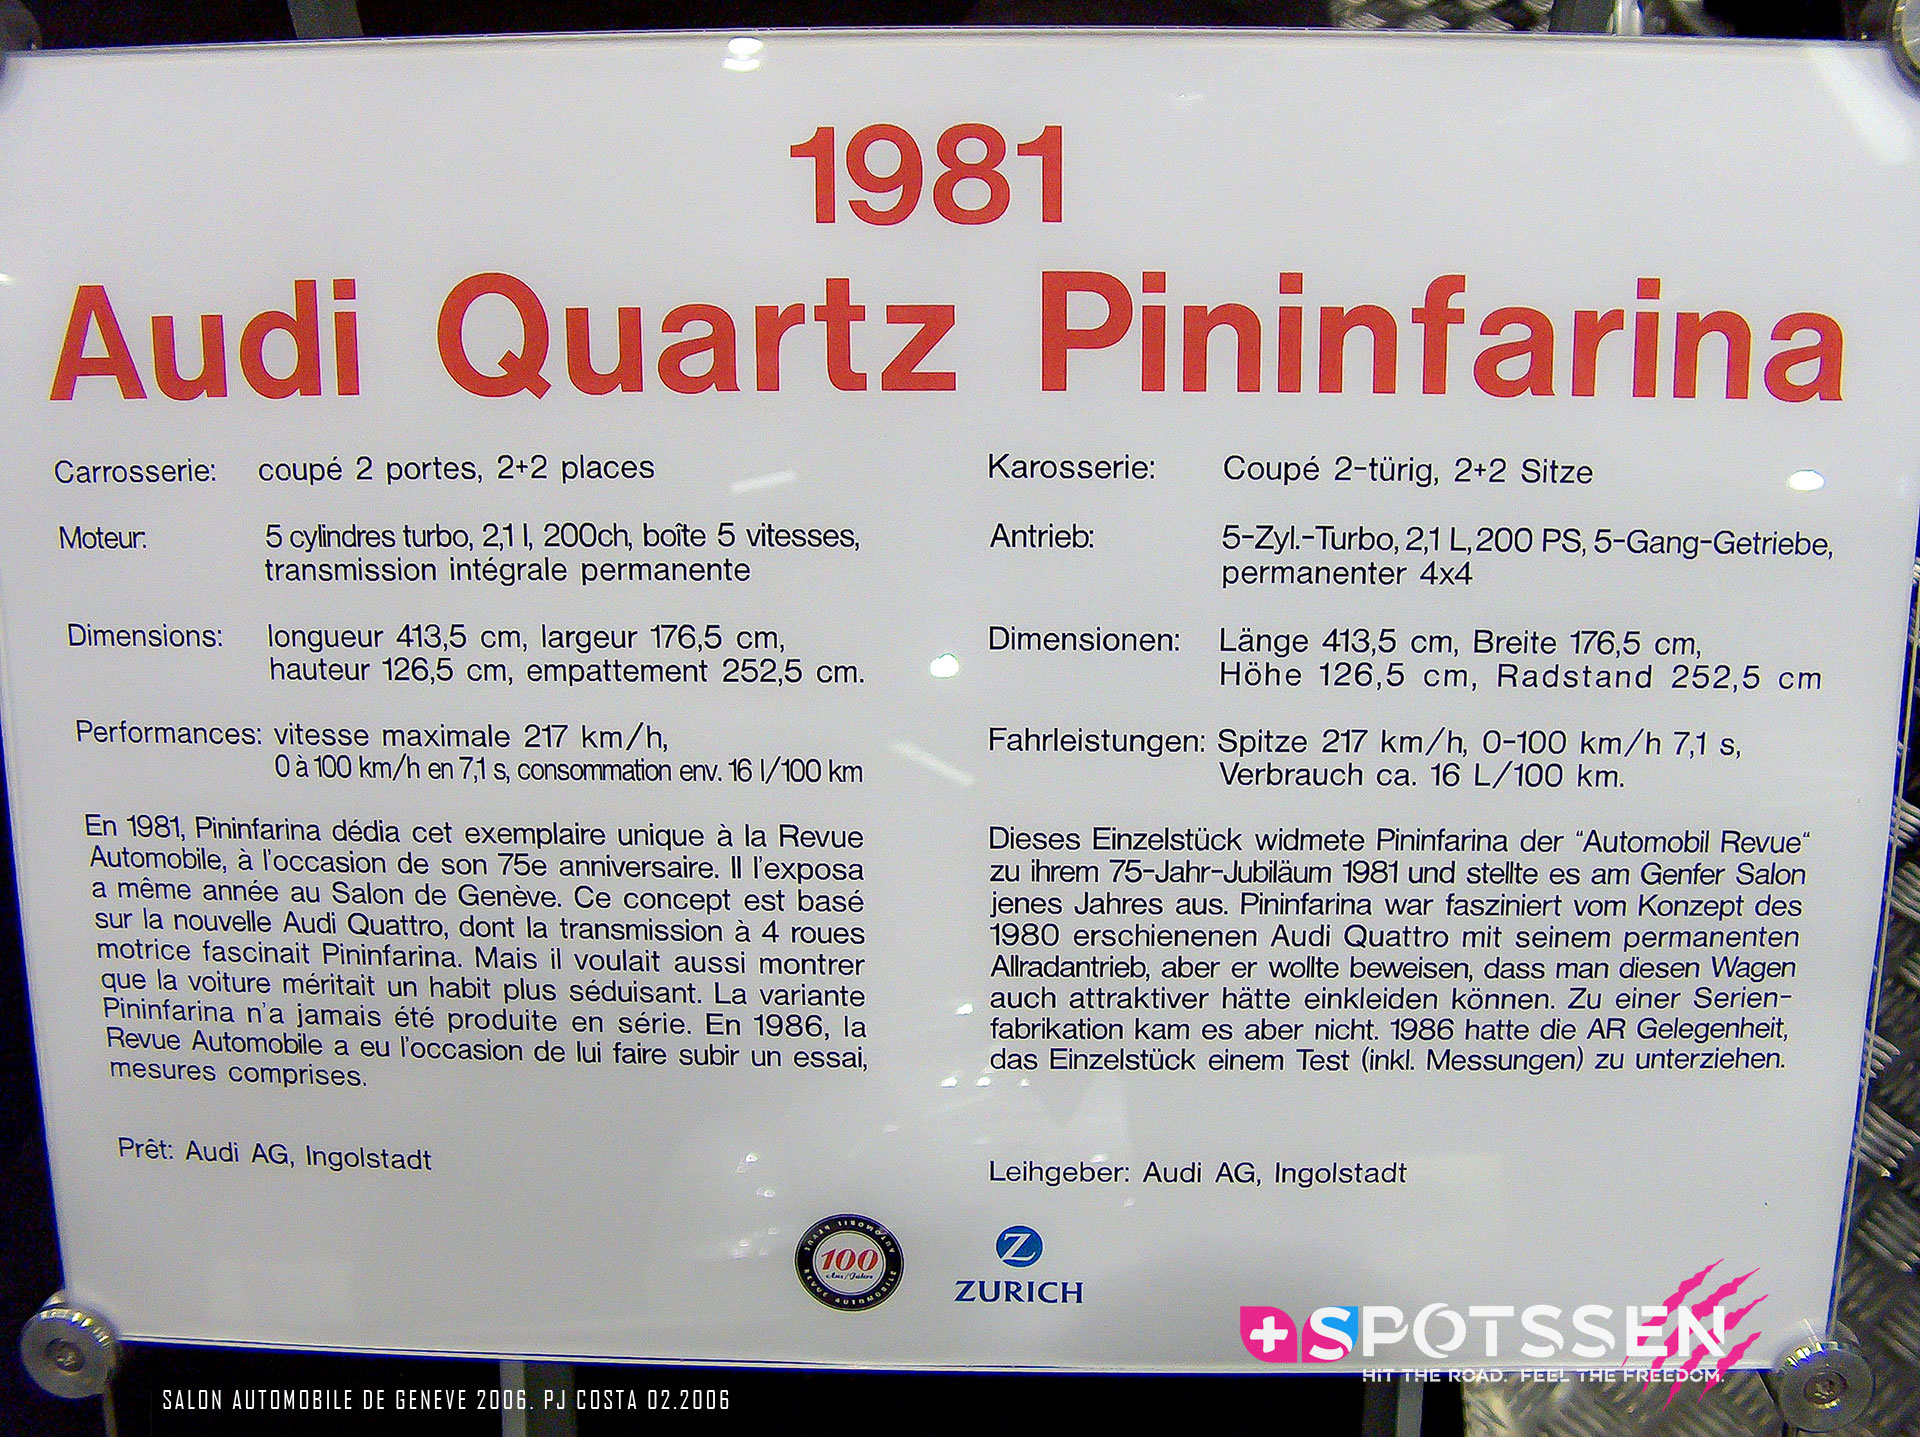 1981
Audi Quartz Pininfarina
Carrosserie: coupé 2 portes, 2+2 places
Moteur: 5 cylindres turbo, 2,1 l, 200ch, boîte 5 vitesses,
transmission intégrale permanente
Dimensions: longueur 413,5 cm, largeur 176,5 cm,
hauteur 126,5 cm, empattement 252,5 cm.
Performances: vitesse maximale 217 km/h,
0 à 100 km/h en 7,1 s, consommation env. 16 l/100 km
En 1981, Pininfarina dédia cet exemplaire unique à la Revue
Automobile, à l'occasion de son 75e anniversaire. Il l'exposa
a même année au Salon de Genève. Ce concept est basé
sur la nouvelle Audi Quattro, dont la transmission à 4 roues
motrice fascinait Pininfarina. Mais il voulait aussi montrer
que la voiture méritait un habit plus séduisant. La variante
Pininfarina n'a jamais été produite en série. En 1986, la
Revue Automobile a eu l'occasion de lui faire subir un essai,
mesures comprises.
Prêt: Audi AG, Ingolstadt
Karosserie: Coupé 2-türig, 2+2 Sitze
Antrieb: 5-Zyl.-Turbo, 2,1 L, 200 PS, 5-Gang-Getriebe,
permanenter 4x4
Dimensionen: Länge 413,5 cm, Breite 176,5 cm,
Höhe 126,5 cm, Radstand 252,5 cm
Fahrleistungen: Spitze 217 km/h, 0-100 km/h 7,1 s,
Verbrauch ca. 16 L/100 km.
Dieses Einzelstück widmete Pininfarina der "Automobil Revue"
zu ihrem 75-Jahr-Jubiläum 1981 und stellte es am Genfer Salon
jenes Jahres aus. Pininfarina war fasziniert vom Konzept des
1980 erschienenen Audi Quattro mit seinem permanenten
Allradantrieb, aber er wollte beweisen, dass man diesen Wagen
auch attraktiver hätte einkleiden können. Zu einer Serien-
fabrikation kam es aber nicht. 1986 hatte die AR Gelegenheit,
das Einzelstück einem Test (inkl. Messungen) zu unterziehen.
Leihgeber: Audi AG, Ingolstadt
AUTOMOBIL REVUE
100
Ans/Jahre
REVUE AUTOMOBILE
Z
ZURICH
SPOTSSEN
HIT THE ROAD. FEEL THE FREEDOM.
SALON AUTOMOBILE DE GENEVE 2006. PJ COSTA 02.2006